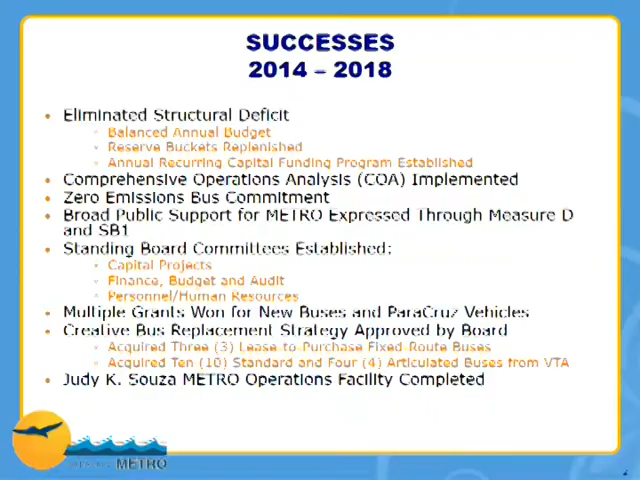 SUCCESSES
2014 – 2018
• Eliminated Structural Deficit
◦ Balanced Annual Budget
◦ Reserve Buckets Replenished
◦ Annual Recurring Capital Funding Program Established
• Comprehensive Operations Analysis (COA) Implemented
• Zero Emissions Bus Commitment
• Broad Public Support for METRO Expressed Through Measure D
and SB1
• Standing Board Committees Established:
◦ Capital Projects
◦ Finance, Budget and Audit
◦ Personnel/Human Resources
• Multiple Grants Won for New Buses and ParaCruz Vehicles
• Creative Bus Replacement Strategy Approved by Board
◦ Acquired Three (3) Lease-to-Purchase Fixed-Route Buses
◦ Acquired Ten (10) Standard and Four (4) Articulated Buses from VTA
• Judy K. Souza METRO Operations Facility Completed
METRO